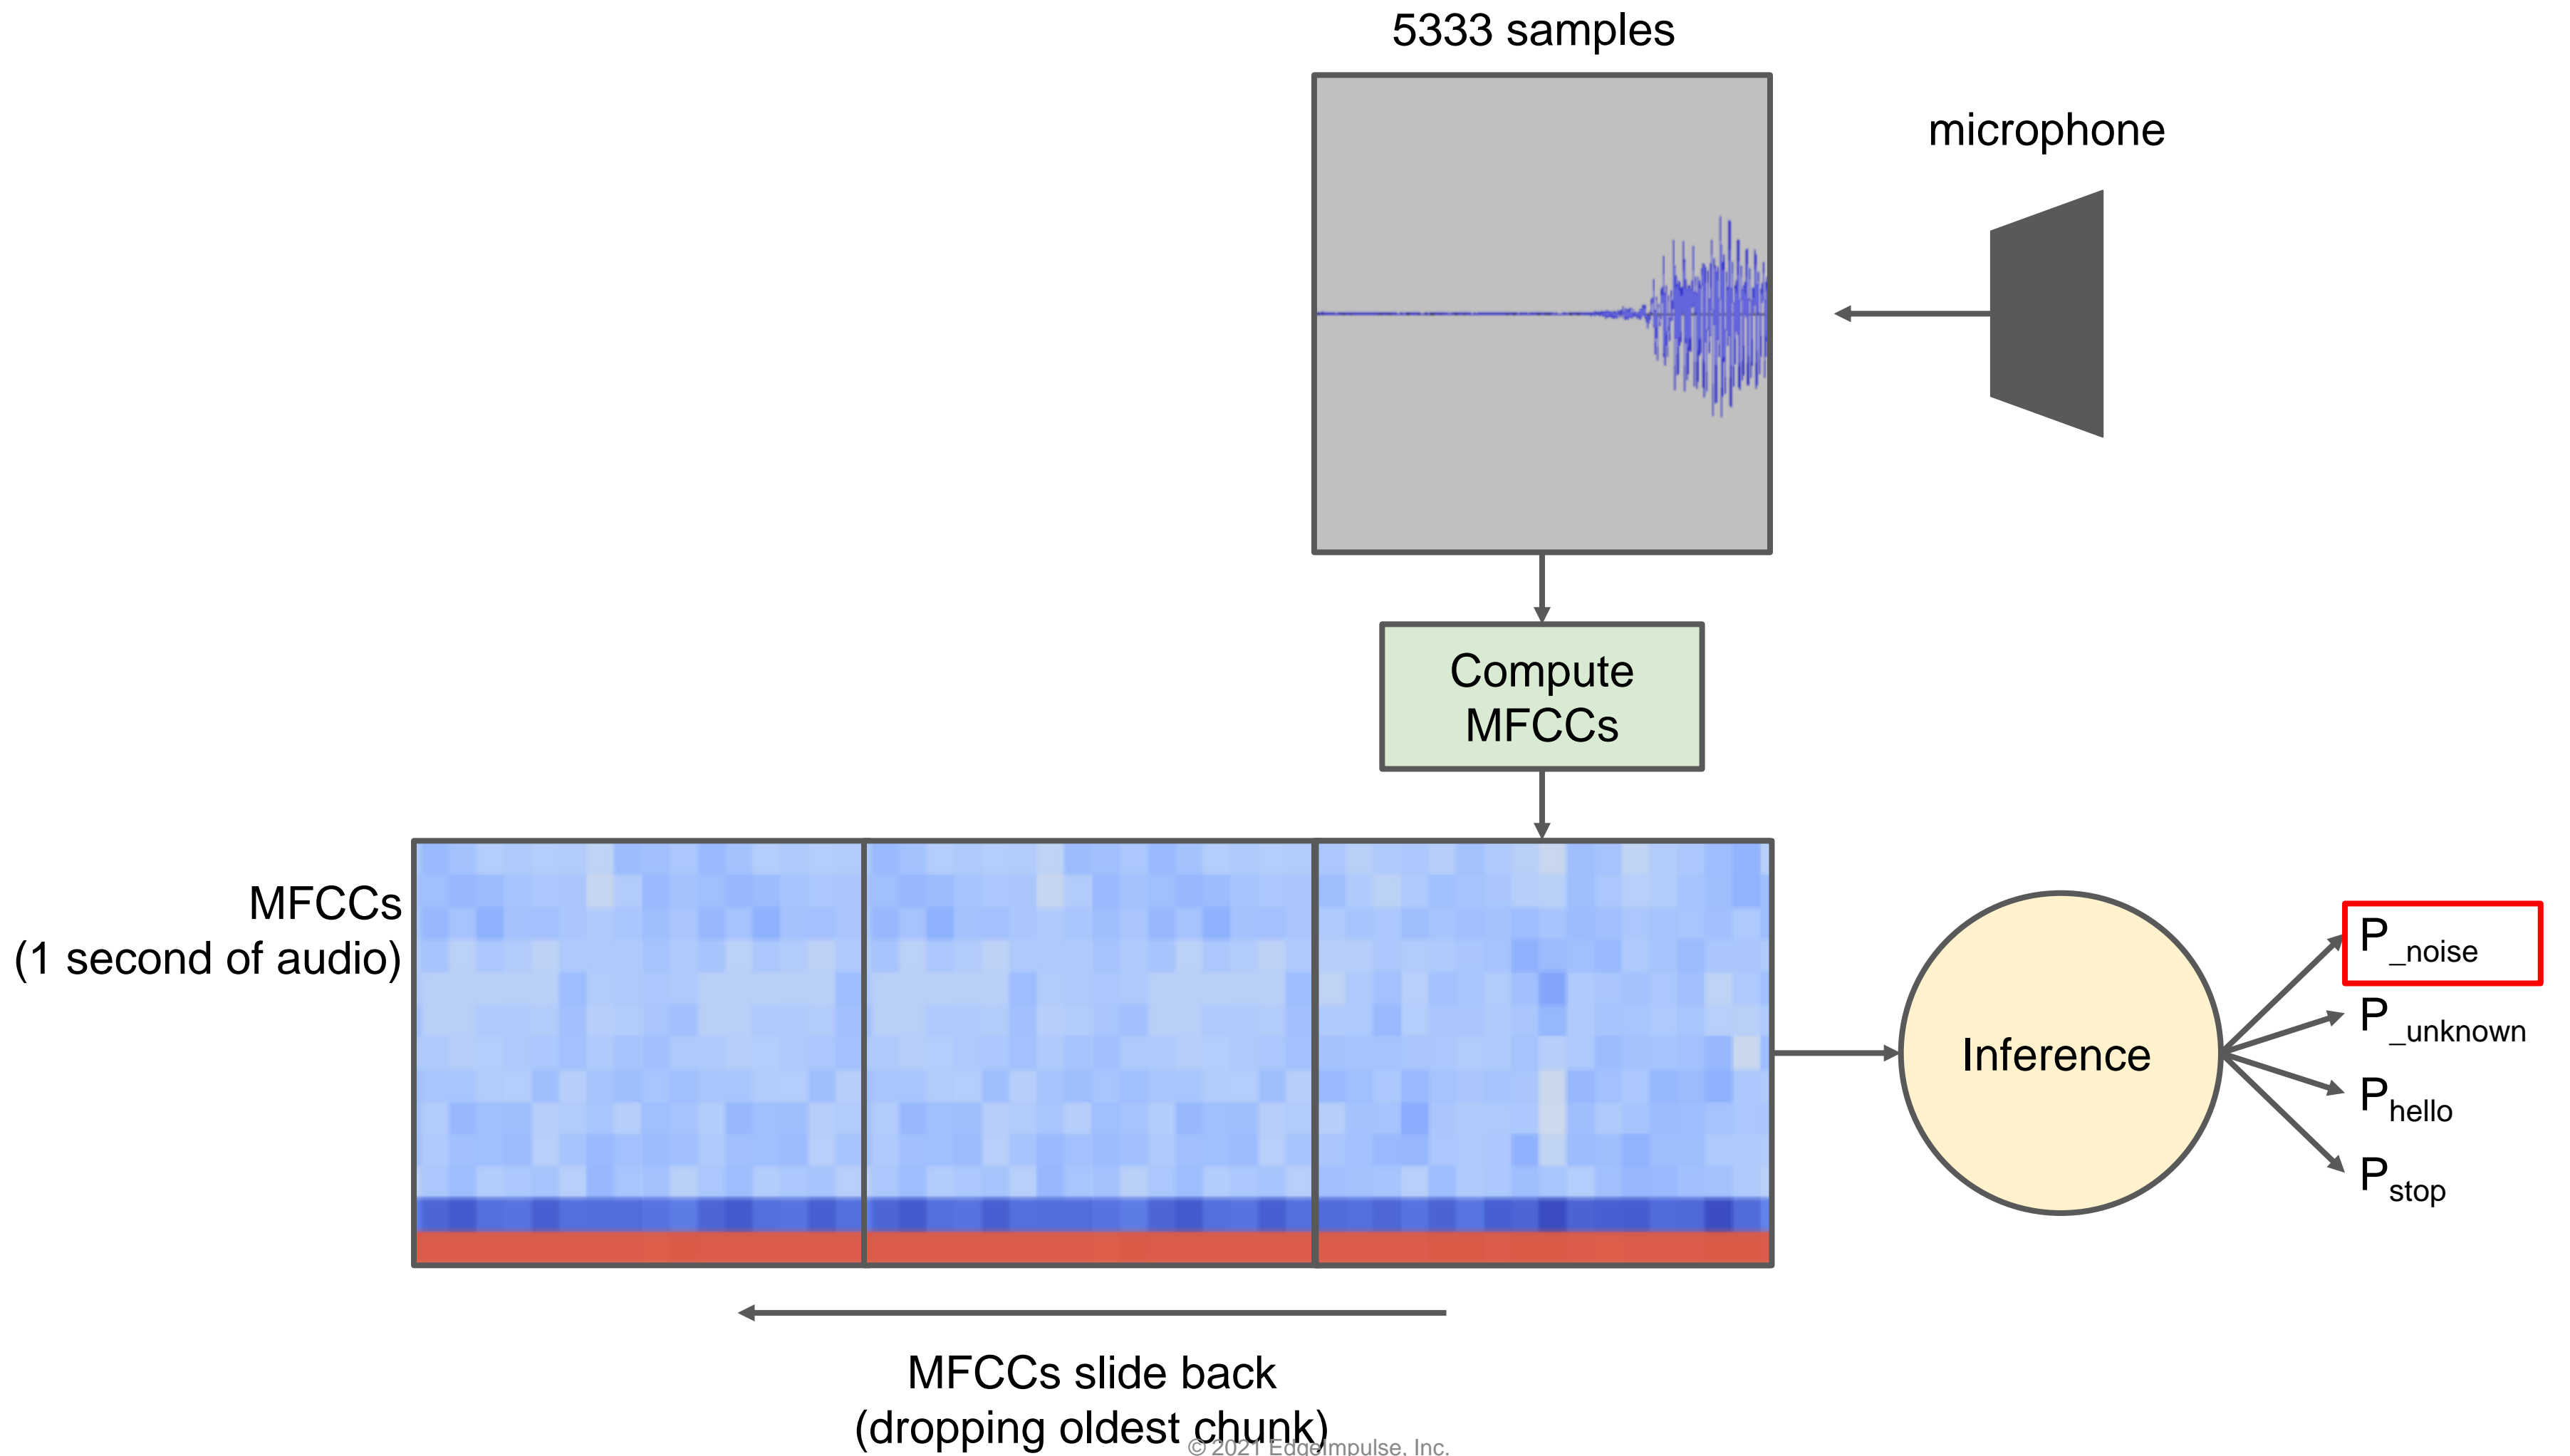 5333 samples
microphone
Compute
MFCCs
MFCCs
(1 second of audio)
Inference
P_noise
P_unknown
Phello
Pstop
MFCCs slide back
(dropping oldest chunk)
© 2021 EdgeImpulse, Inc.